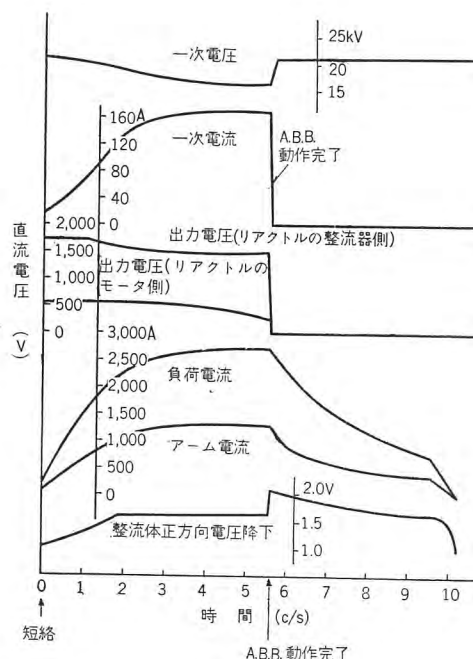 一次電圧
25kV
20
15
160A
120
80
40
0
一次電流
A.B.B.
動作完了
直流電圧(V)
2,000
1,500
1,000
500
0
出力電圧(リアクトルの整流器側)
出力電圧(リアクトルの
モータ側)
3,000A
2,500
2,000
1,500
1,000
500
0
負荷電流
アーム電流
2.0V
1.5
1.0
整流体正方向電圧降下
0 1 2 3 4 5 6 7 8 9 10
時間 (c/s)
短絡
A.B.B. 動作完了